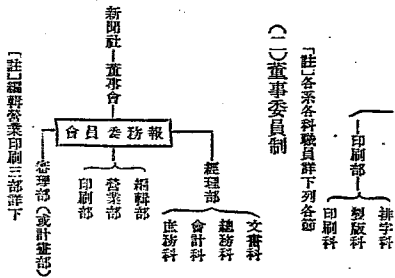 印刷部
排字科
製版科
印刷科
〔註〕各系各科職員詳下列各節
(二)董事委員制
新聞社—董事會
報務委員會
經理部
文書科
總務科
會計科
庶務科
編輯部
營業部
印刷部
審理部(或計畫部)
〔註〕編輯營業印刷三部詳下